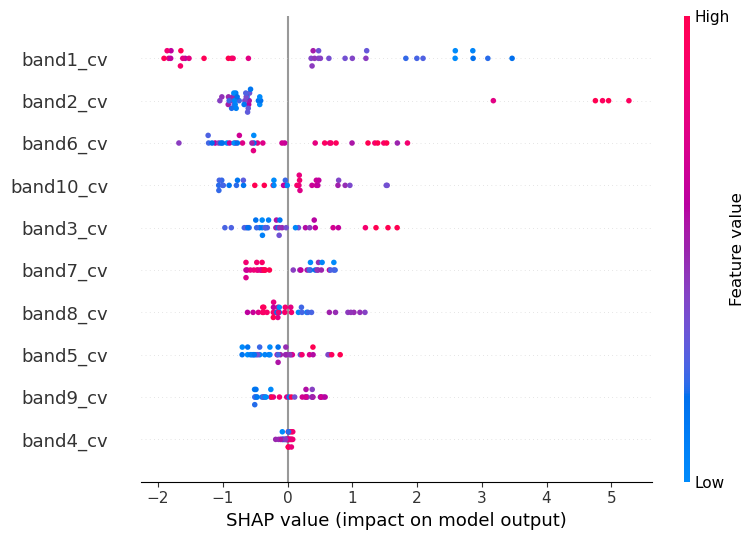 High
band1_cv
band2_cv
band6_cv
band10_cv
band3_cv
band7_cv
band8_cv
band5_cv
band9_cv
band4_cv
Feature value
Low
−2 −1 0 1 2 3 4 5
SHAP value (impact on model output)